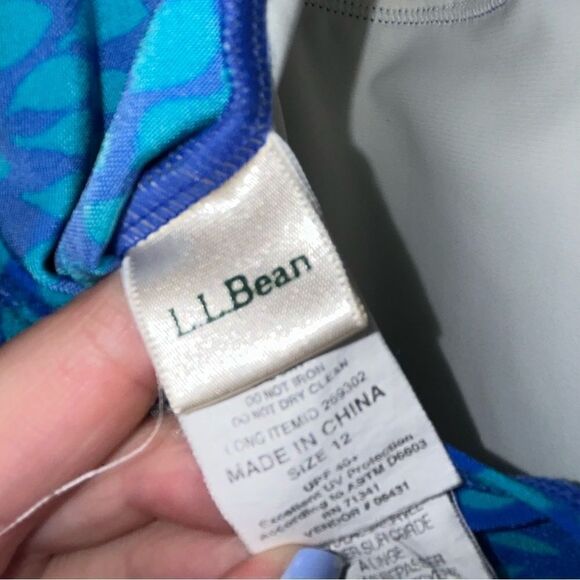 L.L.Bean
DO NOT IRON
DO NOT DRY CLEAN
LONG ITEMID 269302
MADE IN CHINA
SIZE 12
UPF 40+
Excellent UV Protection
According to ASTM D6603
RN 71341
VENDOR # 06431
À LINGE